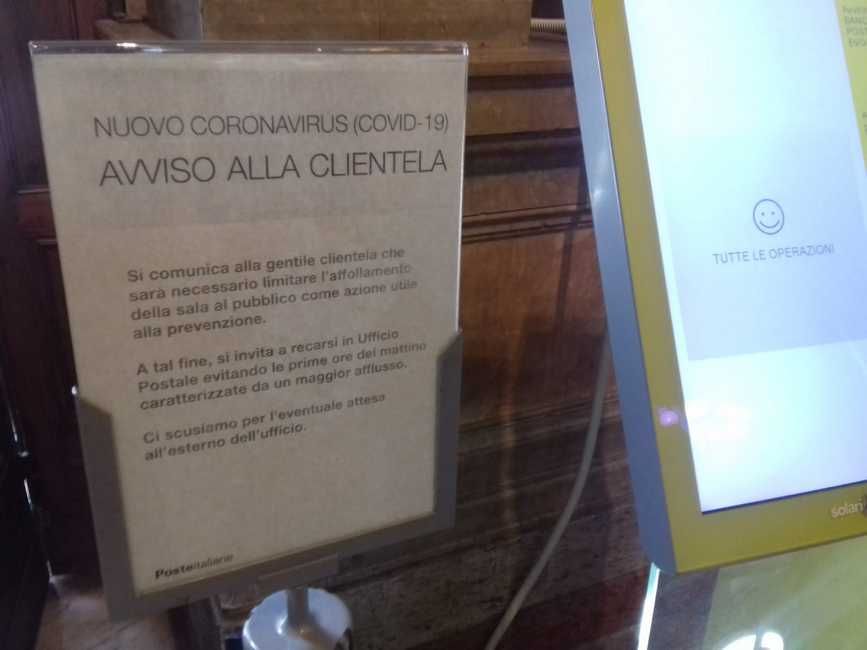 NUOVO CORONAVIRUS (COVID-19)
AVVISO ALLA CLIENTELA
Si comunica alla gentile clientela che
sarà necessario limitare l'affollamento
della sala al pubblico come azione utile
alla prevenzione.
A tal fine, si invita a recarsi in Ufficio
Postale evitando le prime ore del mattino
caratterizzate da un maggior afflusso.
Ci scusiamo per l'eventuale attesa
all'esterno dell'ufficio.
Posteitaliane
TUTTE LE OPERAZIONI
solari